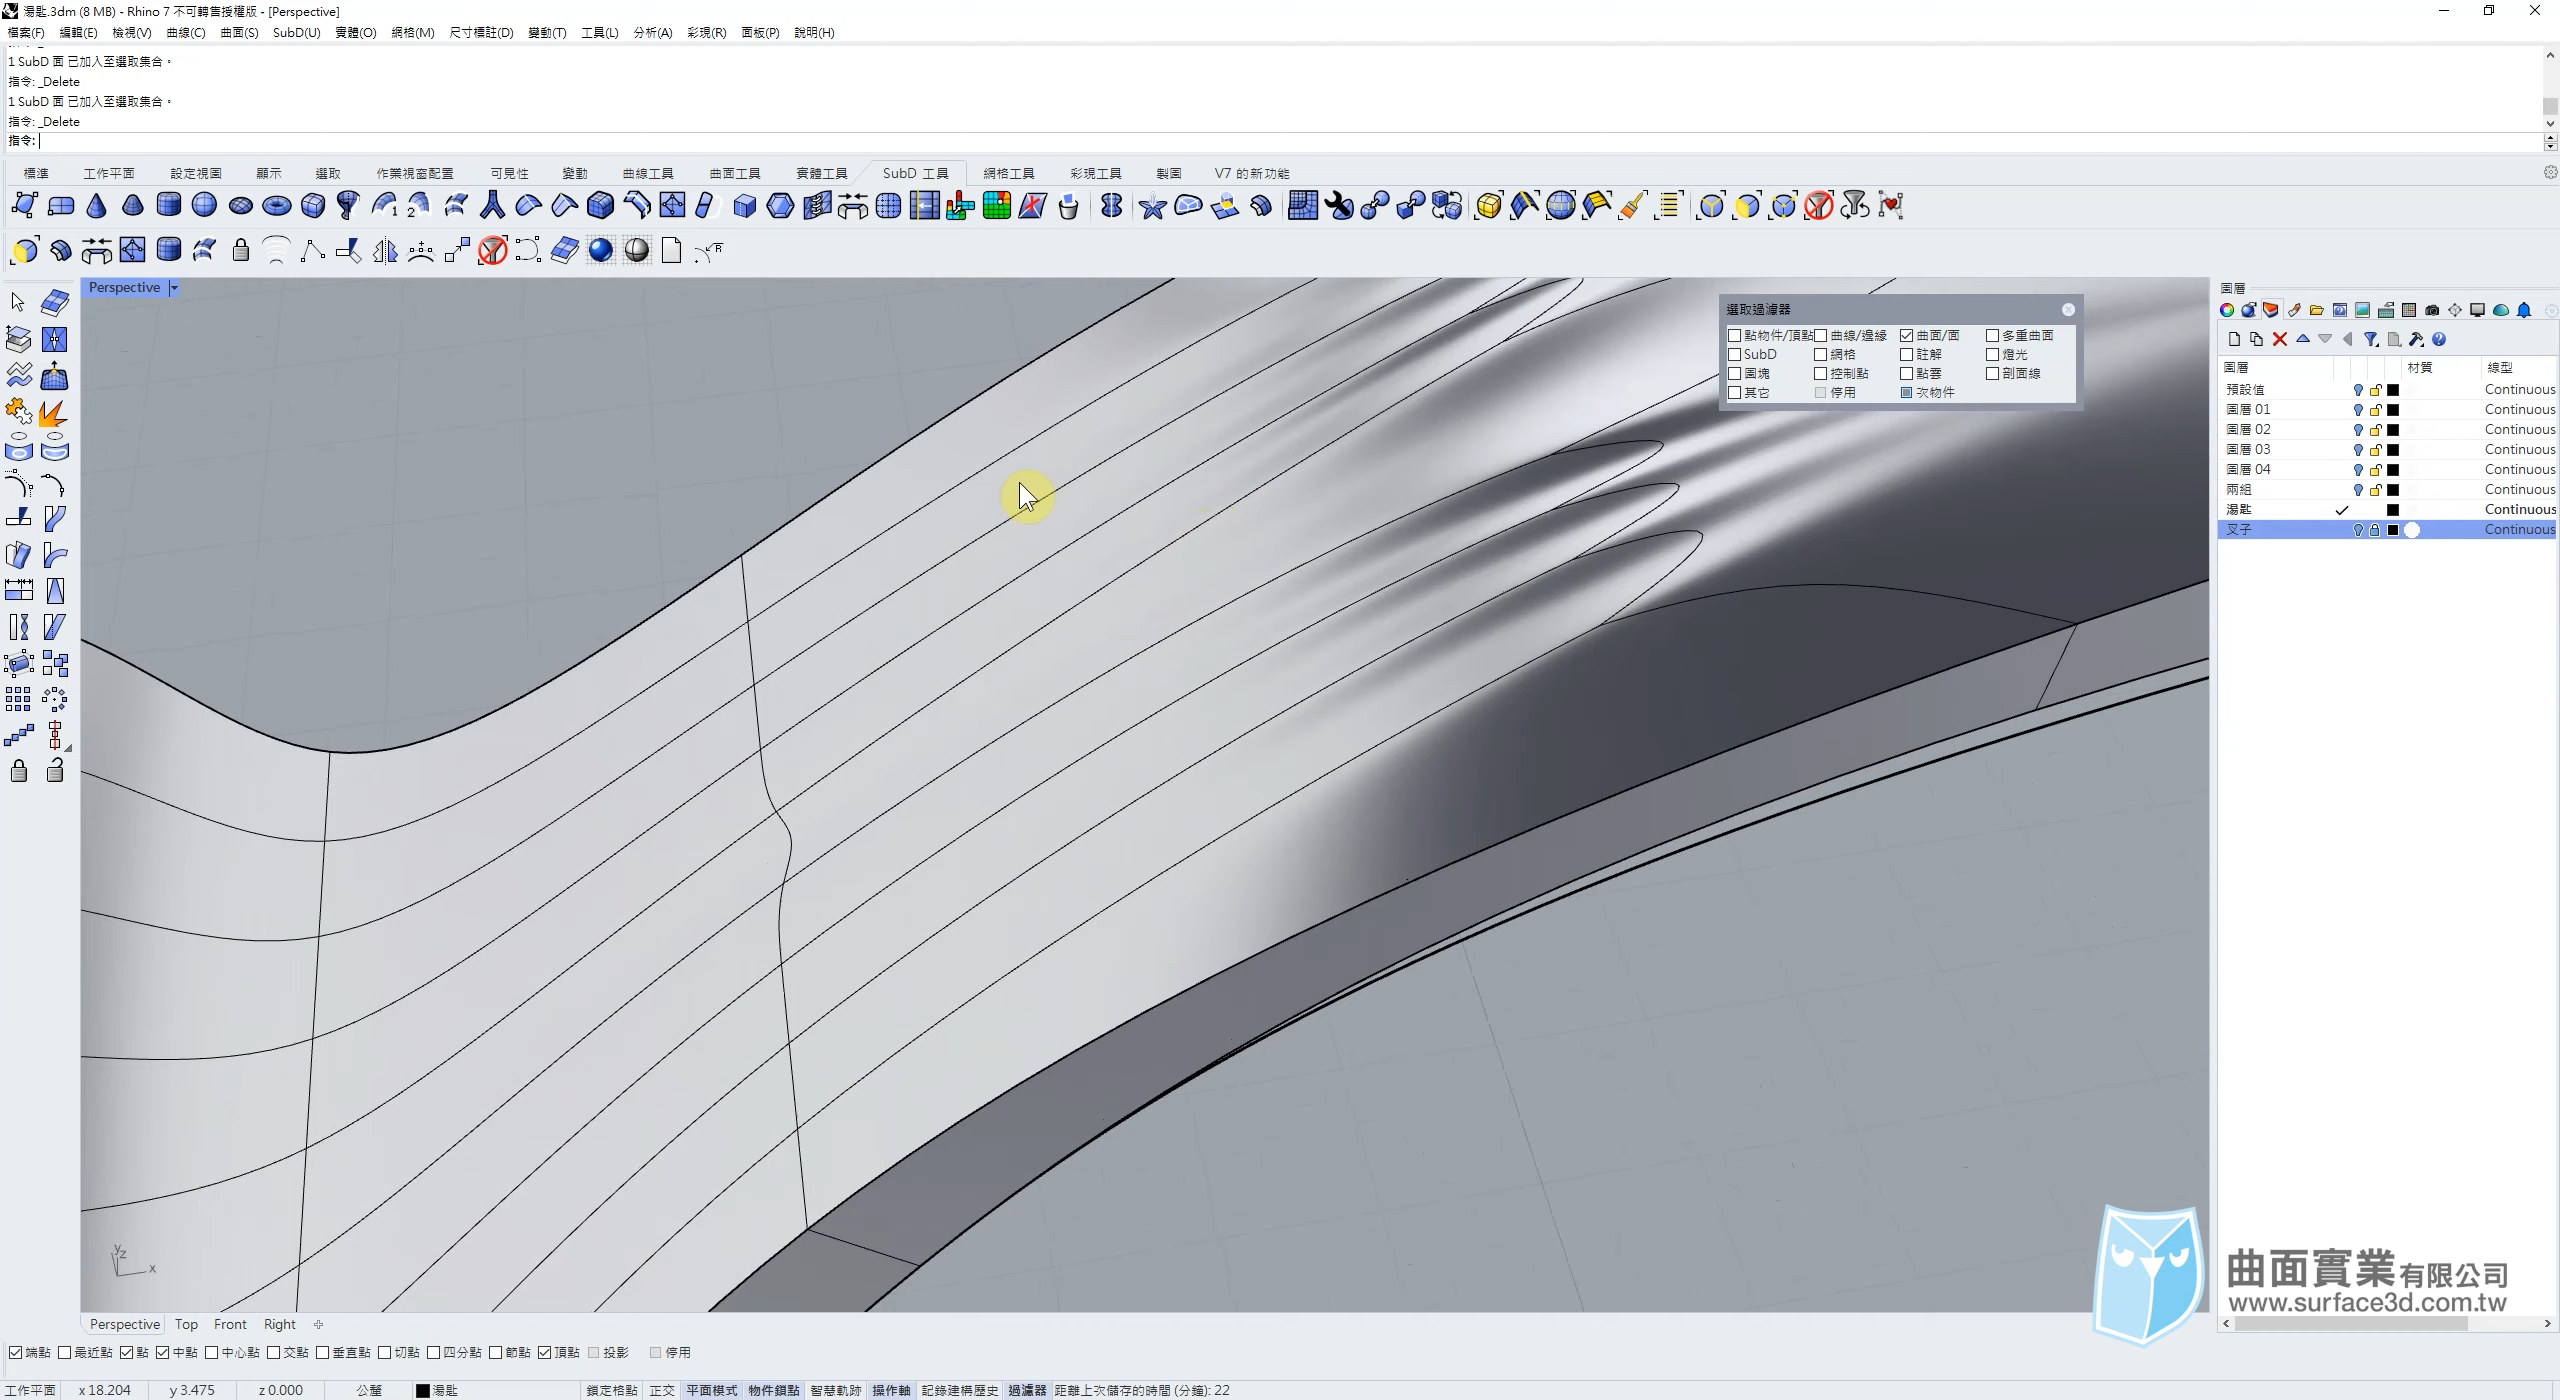 湯匙.3dm (8 MB) - Rhino 7 不可轉售授權版 - [Perspective]
檔案(F) 編輯(E) 檢視(V) 曲線(C) 曲面(S) SubD(U) 實體(O) 網格(M) 尺寸標註(D) 變動(T) 工具(L) 分析(A) 彩現(R) 面板(P) 說明(H)
1 SubD 面 已加入至選取集合。
指令: _Delete
1 SubD 面 已加入至選取集合。
指令: _Delete
指令:
標準 工作平面 設定視圖 顯示 選取 作業視窗配置 可見性 變動 曲線工具 曲面工具 實體工具 SubD 工具 網格工具 彩現工具 製圖 V7 的新功能
Perspective
選取過濾器
點物件/頂點 曲線/邊緣 曲面/面 多重曲面
SubD 網格 註解 燈光
圖塊 控制點 點雲 剖面線
其它 停用 次物件
圖層
圖層 材質 線型
預設值 Continuous
圖層 01 Continuous
圖層 02 Continuous
圖層 03 Continuous
圖層 04 Continuous
兩組 Continuous
湯匙 Continuous
叉子 Continuous
y z x
曲面實業有限公司
www.surface3d.com.tw
Perspective Top Front Right
端點 最近點 點 中點 中心點 交點 垂直點 切點 四分點 節點 頂點 投影 停用
工作平面 x 18.204 y 3.475 z 0.000 公釐 湯匙 鎖定格點 正交 平面模式 物件鎖點 智慧軌跡 操作軸 記錄建構歷史 過濾器 距離上次儲存的時間 (分鐘): 22